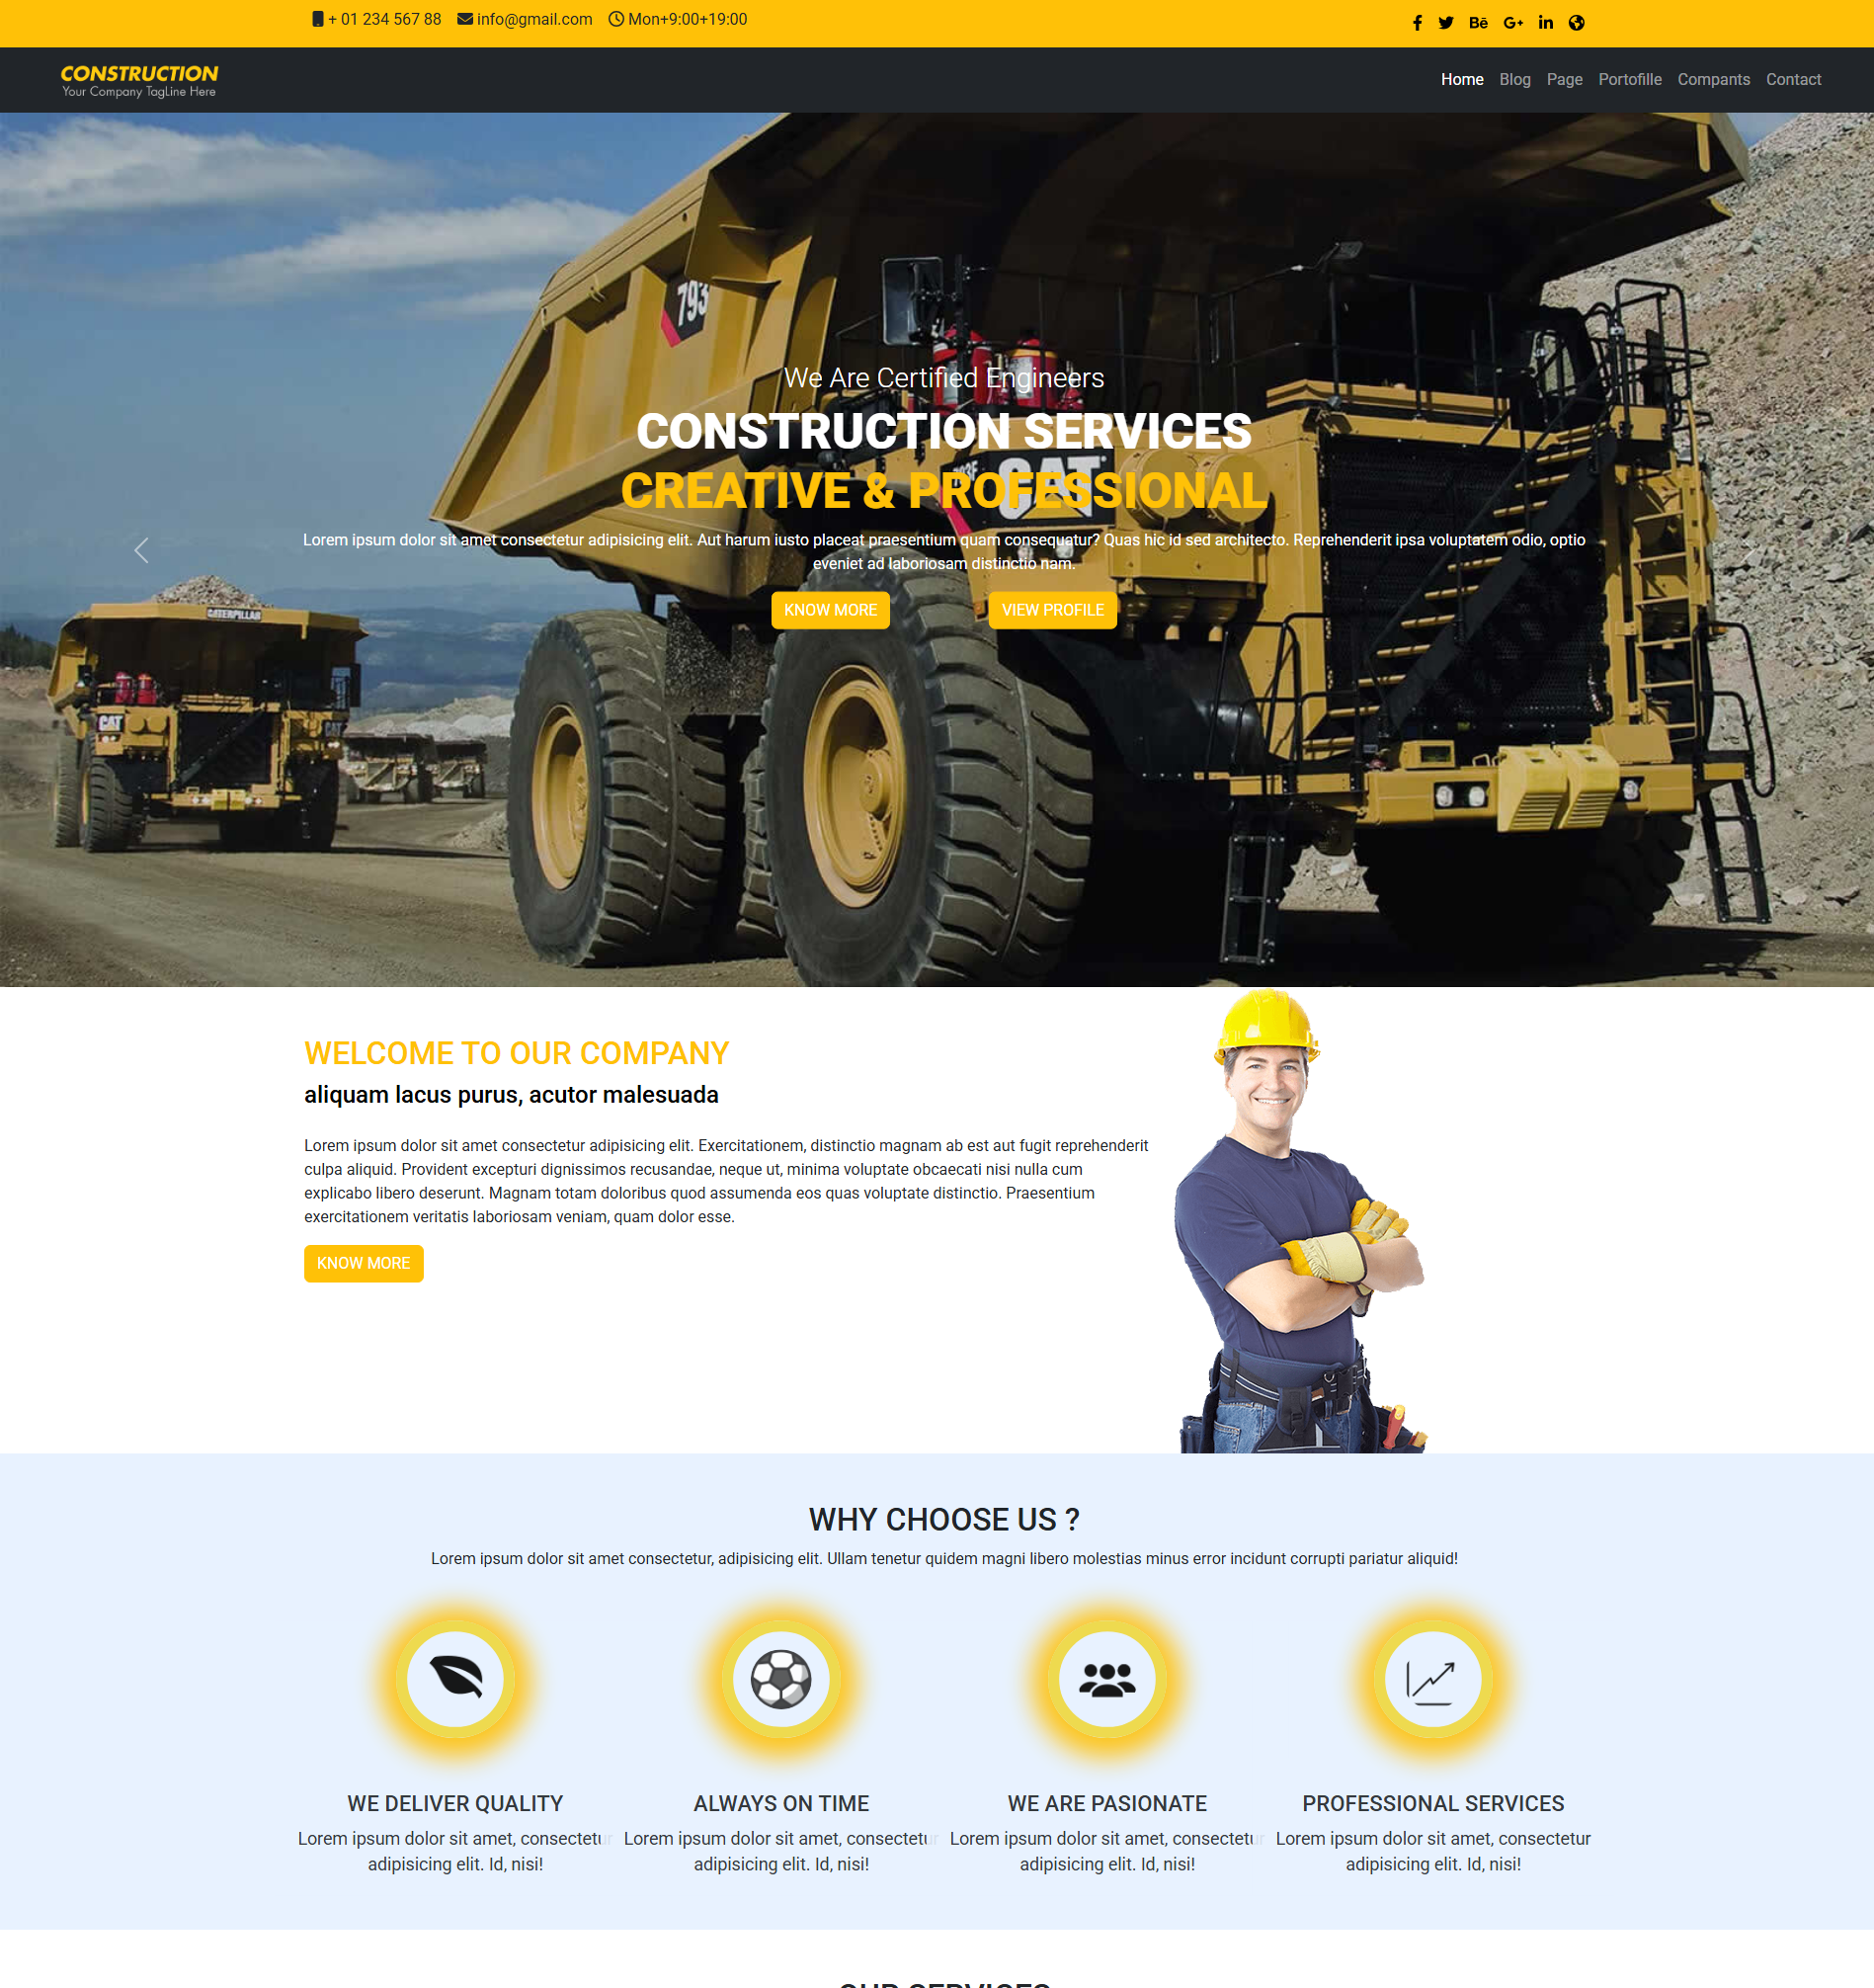 + 01 234 567 88 info@gmail.com Mon+9:00+19:00
CONSTRUCTION
Your Company TagLine Here
Home Blog Page Portofille Compants Contact
793
We Are Certified Engineers
CONSTRUCTION SERVICES
793F
CAT
CREATIVE & PROFESSIONAL
Lorem ipsum dolor sit amet consectetur adipisicing elit. Aut harum iusto placeat praesentium quam consequatur? Quas hic id sed architecto. Reprehenderit ipsa voluptatem odio, optio
eveniet ad laboriosam distinctio nam.
KNOW MORE
VIEW PROFILE
CATERPILLAR
CAT
CAT
WELCOME TO OUR COMPANY
aliquam lacus purus, acutor malesuada
Lorem ipsum dolor sit amet consectetur adipisicing elit. Exercitationem, distinctio magnam ab est aut fugit reprehenderit
culpa aliquid. Provident excepturi dignissimos recusandae, neque ut, minima voluptate obcaecati nisi nulla cum
explicabo libero deserunt. Magnam totam doloribus quod assumenda eos quas voluptate distinctio. Praesentium
exercitationem veritatis laboriosam veniam, quam dolor esse.
KNOW MORE
WHY CHOOSE US ?
Lorem ipsum dolor sit amet consectetur, adipisicing elit. Ullam tenetur quidem magni libero molestias minus error incidunt corrupti pariatur aliquid!
WE DELIVER QUALITY
Lorem ipsum dolor sit amet, consectetur
adipisicing elit. Id, nisi!
ALWAYS ON TIME
Lorem ipsum dolor sit amet, consectetur
adipisicing elit. Id, nisi!
WE ARE PASIONATE
Lorem ipsum dolor sit amet, consectetur
adipisicing elit. Id, nisi!
PROFESSIONAL SERVICES
Lorem ipsum dolor sit amet, consectetur
adipisicing elit. Id, nisi!
OUR SERVICES